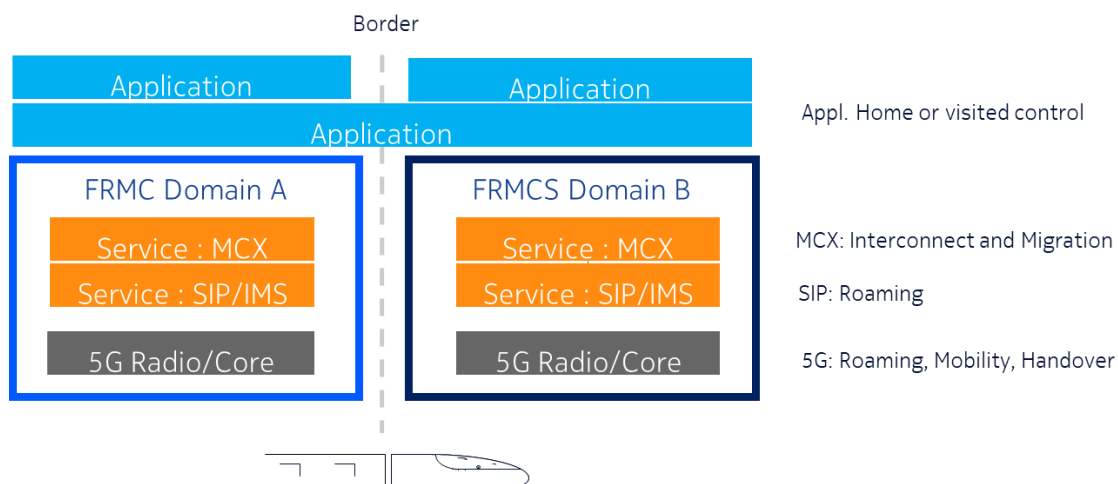 Border
Application
Application
Application
Appl. Home or visited control
FRMC Domain A
FRMCS Domain B
Service : MCX
Service : MCX
MCX: Interconnect and Migration
Service : SIP/IMS
Service : SIP/IMS
SIP: Roaming
5G Radio/Core
5G Radio/Core
5G: Roaming, Mobility, Handover